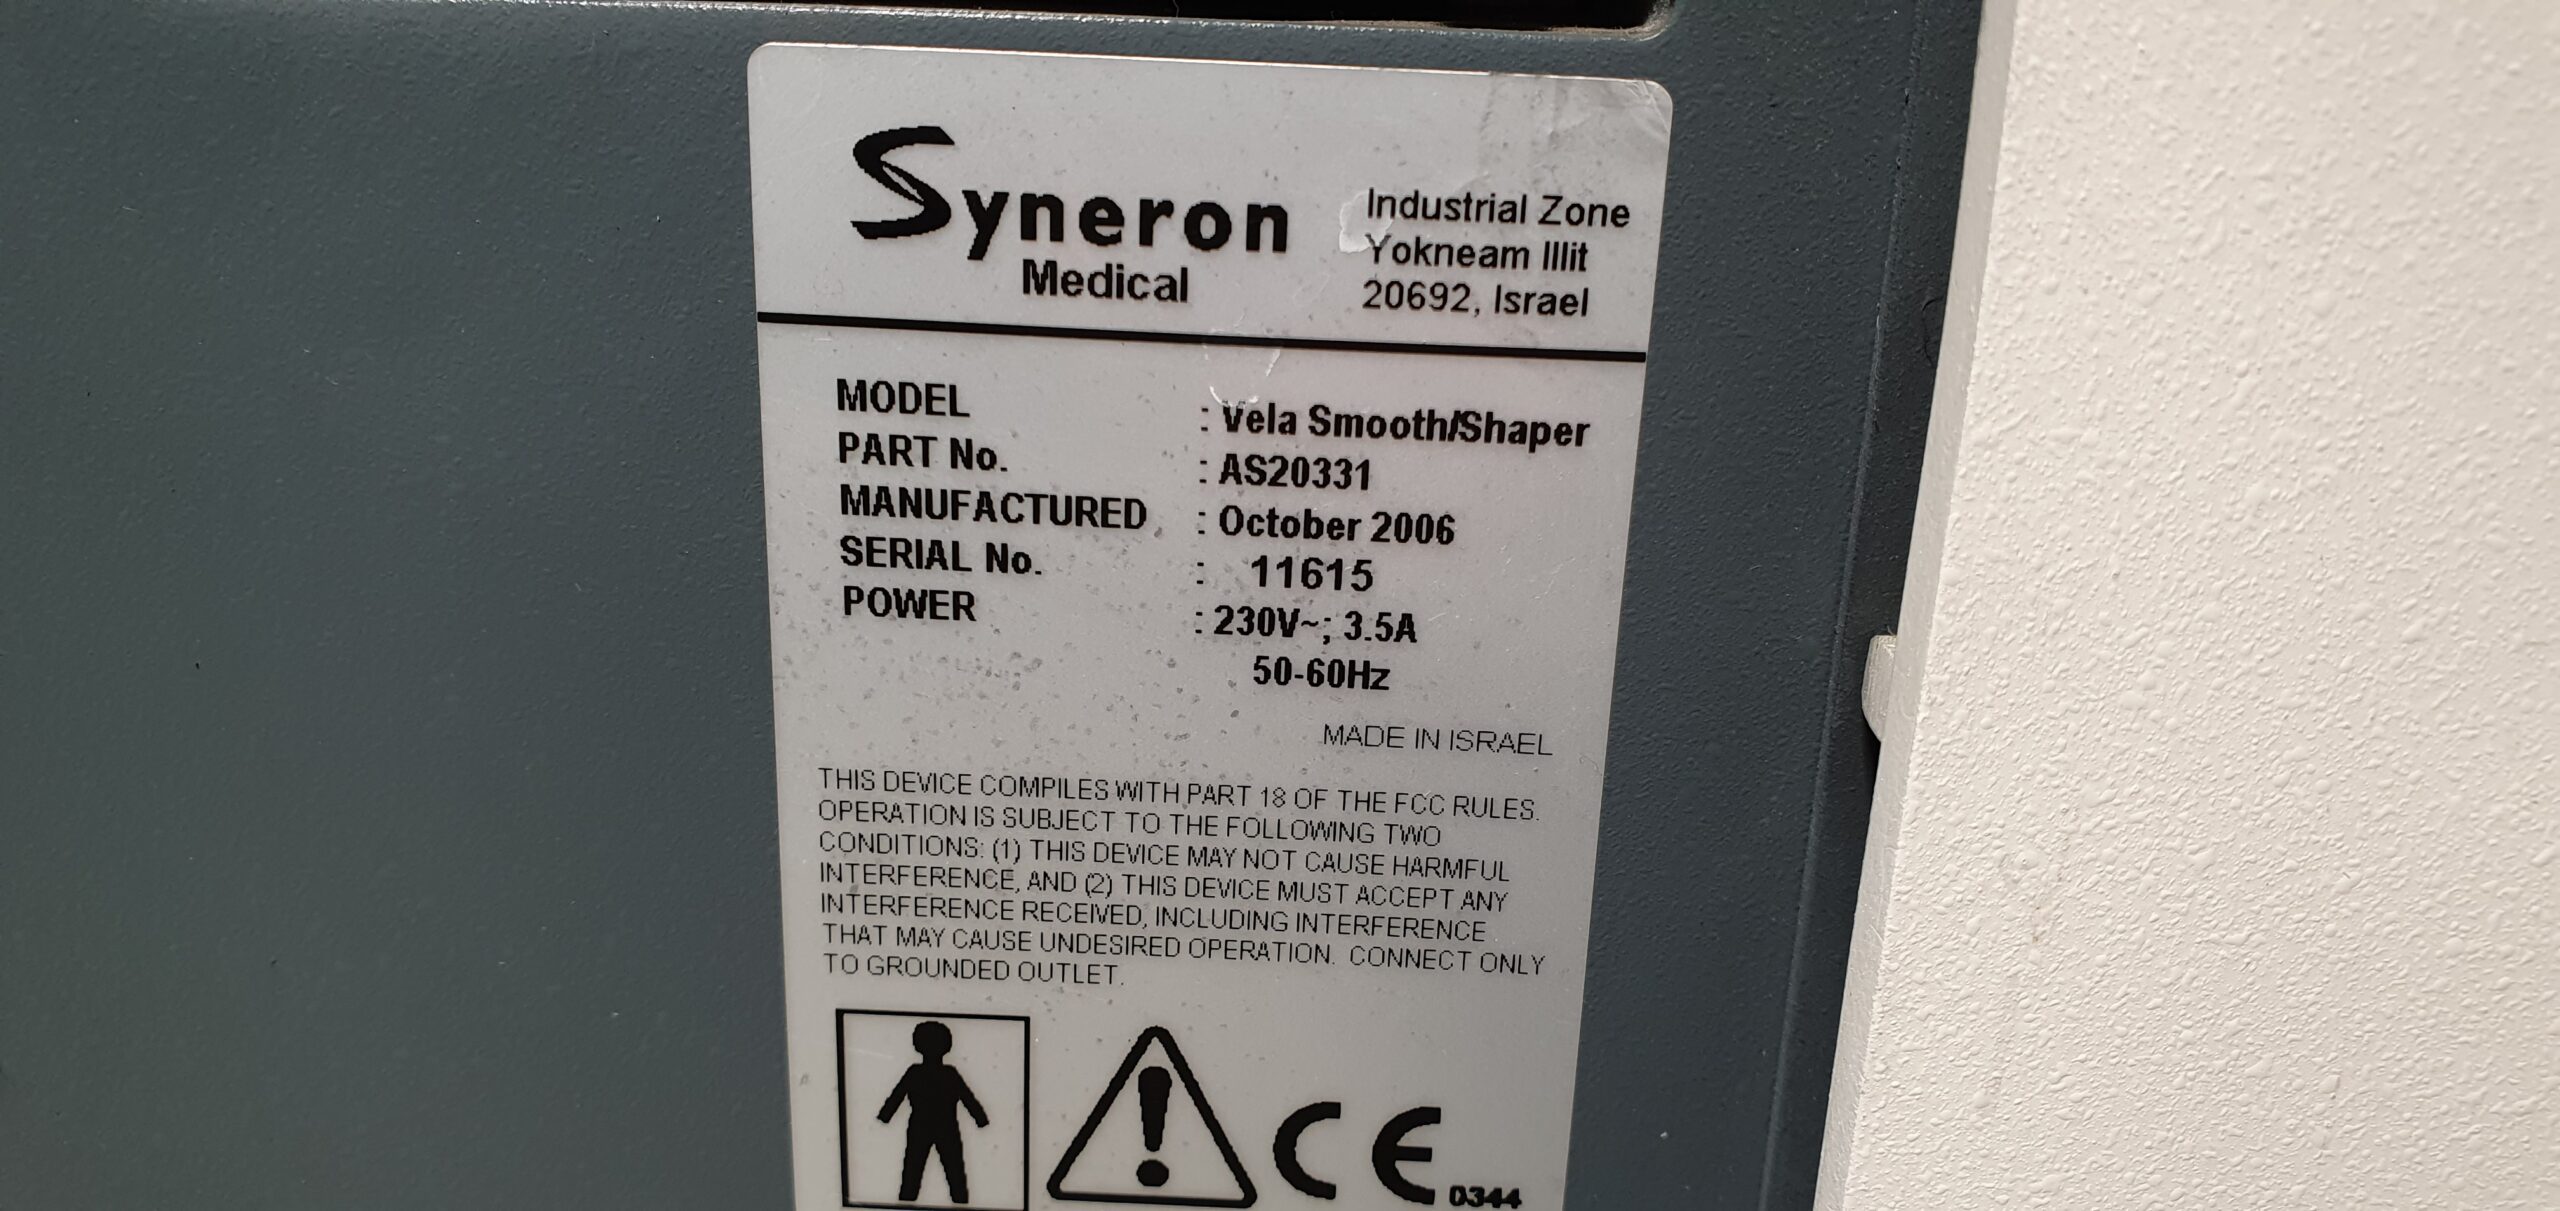 Syneron
Medical
Industrial Zone
Yokneam Illit
20692, Israel
MODEL : Vela Smooth/Shaper
PART No. : AS20331
MANUFACTURED : October 2006
SERIAL No. : 11615
POWER : 230V~; 3.5A
50-60Hz
MADE IN ISRAEL
THIS DEVICE COMPILES WITH PART 18 OF THE FCC RULES.
OPERATION IS SUBJECT TO THE FOLLOWING TWO
CONDITIONS: (1) THIS DEVICE MAY NOT CAUSE HARMFUL
INTERFERENCE, AND (2) THIS DEVICE MUST ACCEPT ANY
INTERFERENCE RECEIVED, INCLUDING INTERFERENCE
THAT MAY CAUSE UNDESIRED OPERATION. CONNECT ONLY
TO GROUNDED OUTLET.
CE 0344